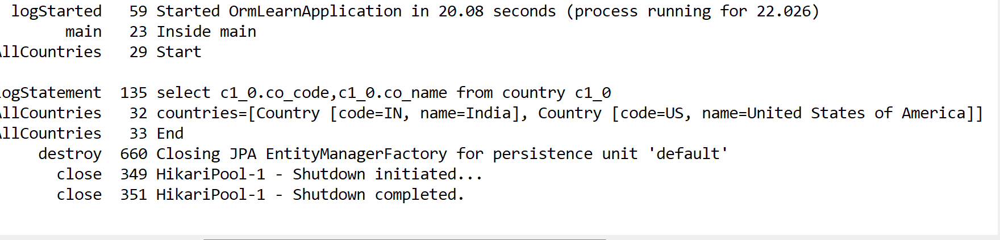 logStarted 59 Started OrmLearnApplication in 20.08 seconds (process running for 22.026)
main 23 Inside main
AllCountries 29 Start
ogStatement 135 select c1_0.co_code,c1_0.co_name from country c1_0
AllCountries 32 countries=[Country [code=IN, name=India], Country [code=US, name=United States of America]]
AllCountries 33 End
destroy 660 Closing JPA EntityManagerFactory for persistence unit 'default'
close 349 HikariPool-1 - Shutdown initiated...
close 351 HikariPool-1 - Shutdown completed.